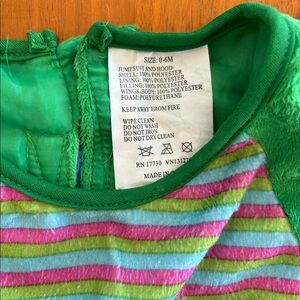 SIZE: 0-6M
JUMPSUIT AND HOOD-
SHELL: 100% POLYESTER
LINING: 100% POLYESTER
FILLING: 100% POLYESTER
WINGS-BODY: 100% POLYESTER
FOAM: POLYURETHANE
KEEP AWAY FROM FIRE
WIPE CLEAN
DO NOT WASH
DO NOT IRON
DO NOT DRY CLEAN
RN 17730 VN13127
MADE IN